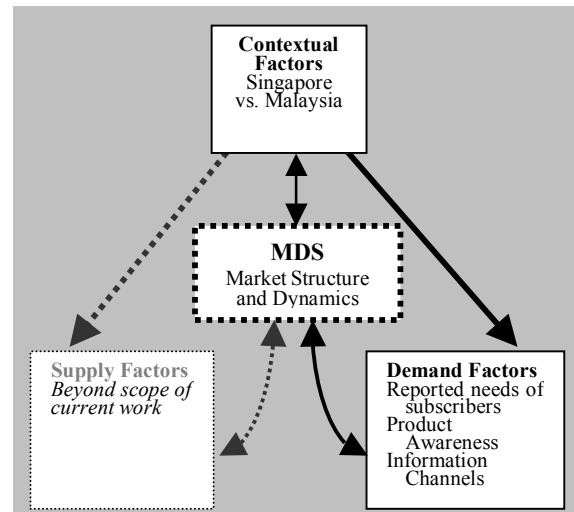 Contextual
Factors
Singapore
vs. Malaysia
MDS
Market Structure
and Dynamics
Supply Factors
Beyond scope of
current work
Demand Factors
Reported needs of
subscribers
Product
Awareness
Information
Channels